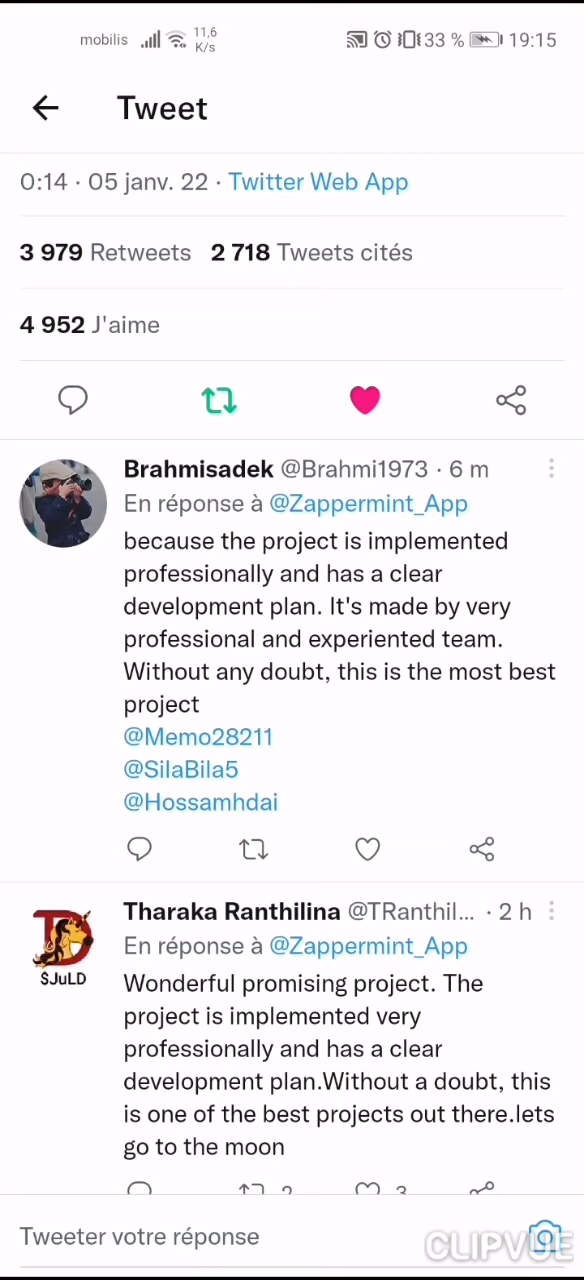 mobilis 11,6 K/s 33 % 19:15
Tweet
0:14 · 05 janv. 22 · Twitter Web App
3 979 Retweets 2 718 Tweets cités
4 952 J'aime
Brahmisadek @Brahmi1973 · 6 m
En réponse à @Zappermint_App
because the project is implemented
professionally and has a clear
development plan. It's made by very
professional and experiented team.
Without any doubt, this is the most best
project
@Memo28211
@SilaBila5
@Hossamhdai
Tharaka Ranthilina @TRanthil... · 2 h
$JuLD
En réponse à @Zappermint_App
Wonderful promising project. The
project is implemented very
professionally and has a clear
development plan.Without a doubt, this
is one of the best projects out there.lets
go to the moon
2 3
Tweeter votre réponse
CLIPVUE